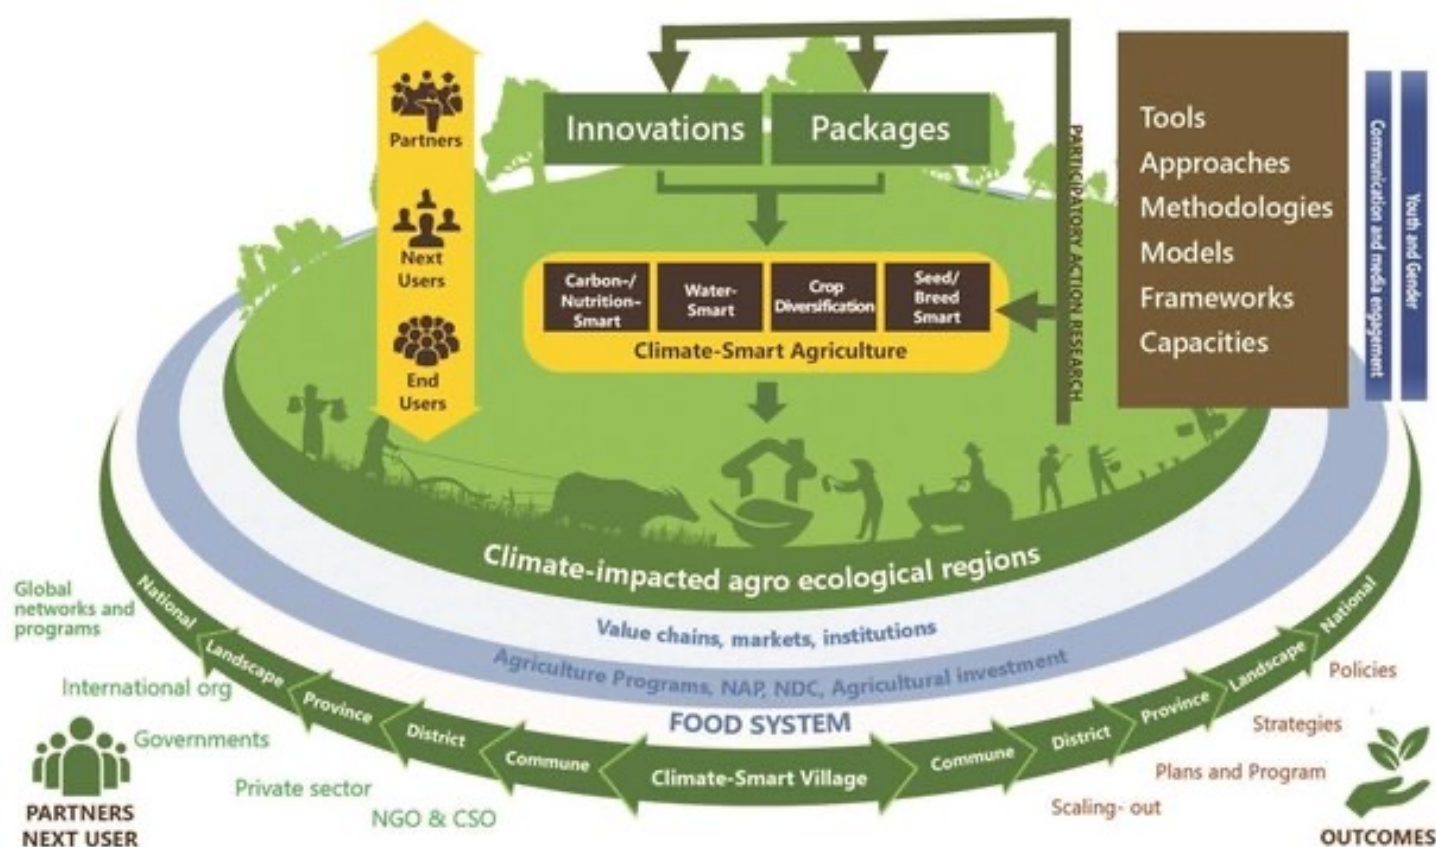 Partners
Next
Users
End
Users
Innovations
Packages
Carbon-/
Nutrition-
Smart
Water-
Smart
Crop
Diversification
Seed/
Breed
Smart
Climate-Smart Agriculture
PARTICIPATORY ACTION RESEARCH
Tools
Approaches
Methodologies
Models
Frameworks
Capacities
Communication and media engagement
Youth and Gender
Climate-impacted agro ecological regions
Value chains, markets, institutions
Agriculture Programs, NAP, NDC, Agricultural investment
FOOD SYSTEM
National
Landscape
Province
District
Commune
Climate-Smart Village
Commune
District
Province
Landscape
National
Global
networks and
programs
International org
Governments
Private sector
NGO & CSO
PARTNERS
NEXT USER
Policies
Strategies
Plans and Program
Scaling- out
OUTCOMES